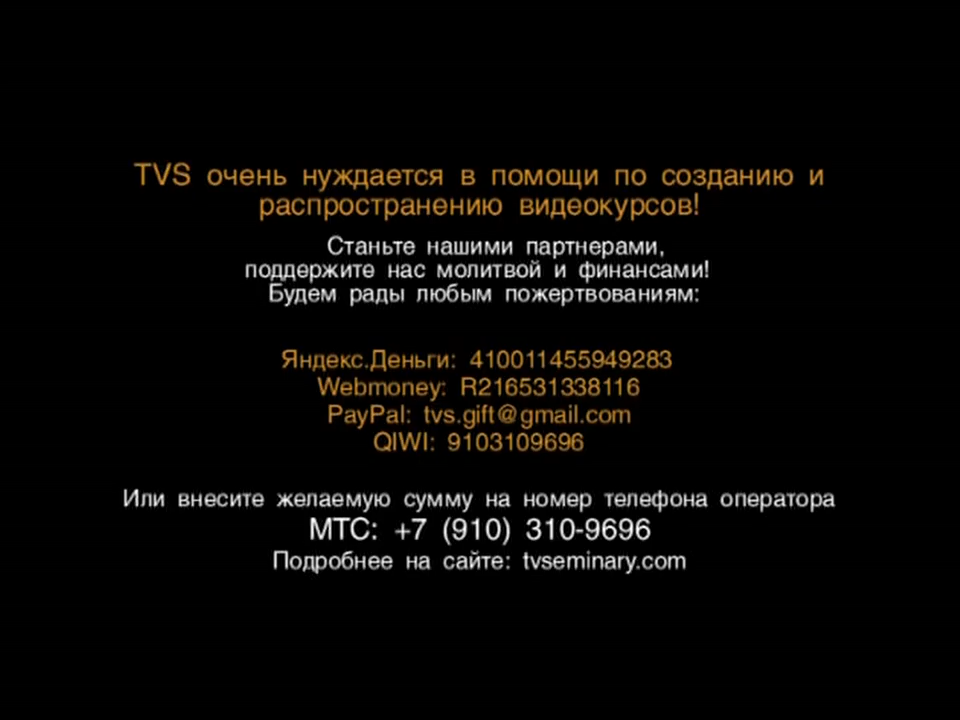 TVS очень нуждается в помощи по созданию и
распространению видеокурсов!
Станьте нашими партнерами,
поддержите нас молитвой и финансами!
Будем рады любым пожертвованиям:
Яндекс.Деньги: 410011455949283
Webmoney: R216531338116
PayPal: tvs.gift@gmail.com
QIWI: 9103109696
Или внесите желаемую сумму на номер телефона оператора
МТС: +7 (910) 310-9696
Подробнее на сайте: tvseminary.com